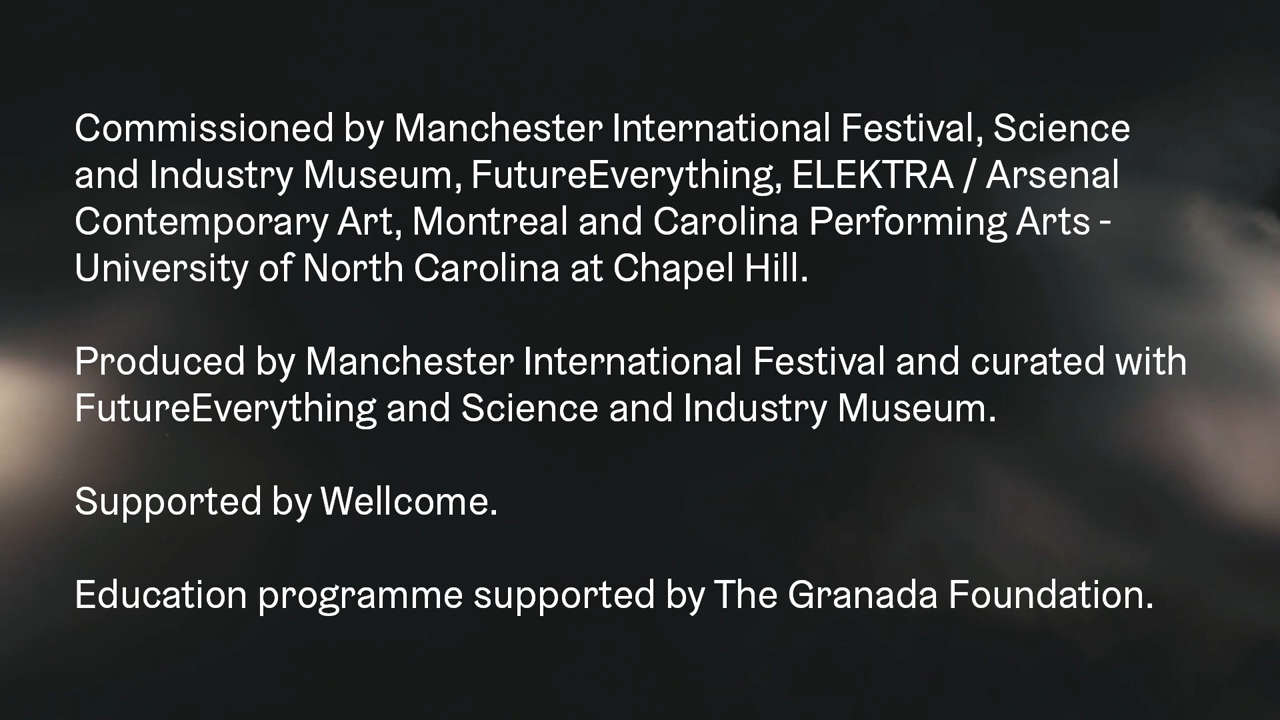 Commissioned by Manchester International Festival, Science
and Industry Museum, FutureEverything, ELEKTRA / Arsenal
Contemporary Art, Montreal and Carolina Performing Arts -
University of North Carolina at Chapel Hill.
Produced by Manchester International Festival and curated with
FutureEverything and Science and Industry Museum.
Supported by Wellcome.
Education programme supported by The Granada Foundation.